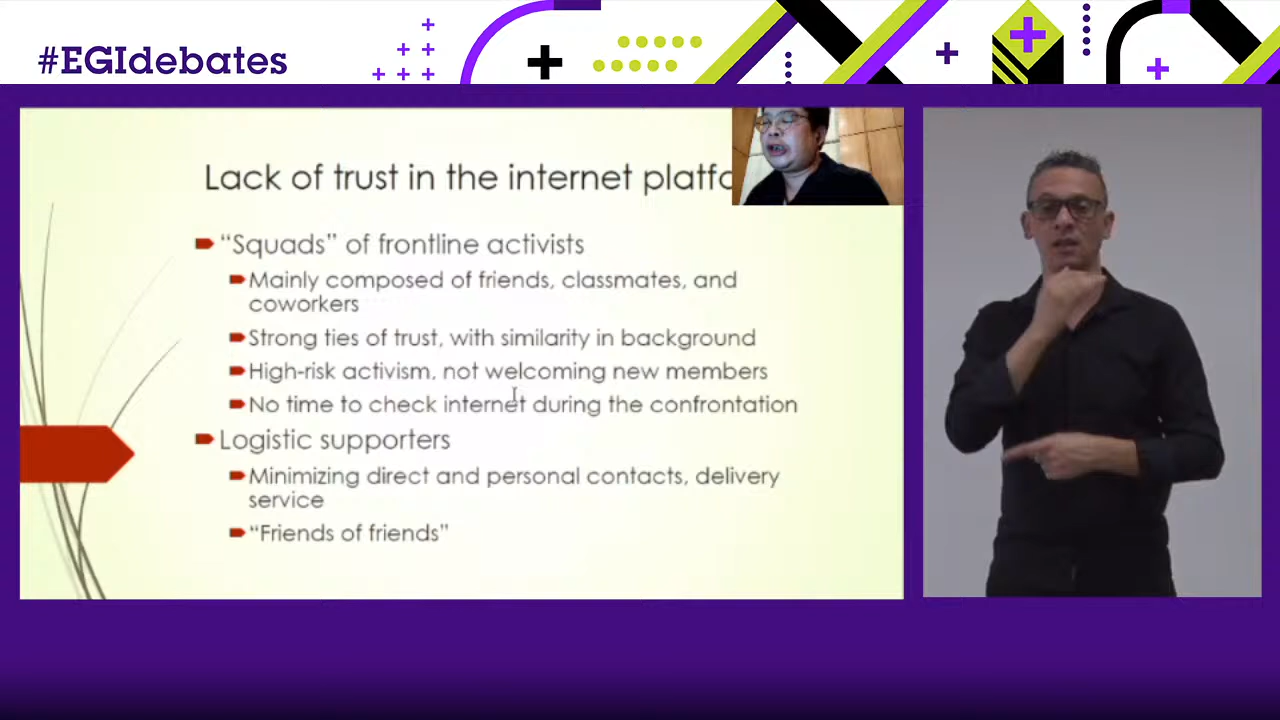 #EGIdebates
Lack of trust in the internet
“Squads” of frontline activists
Mainly composed of friends, classmates, and
coworkers
Strong ties of trust, with similarity in background
High-risk activism, not welcoming new members
No time to check internet during the confrontation
Logistic supporters
Minimizing direct and personal contacts, delivery
service
“Friends of friends”